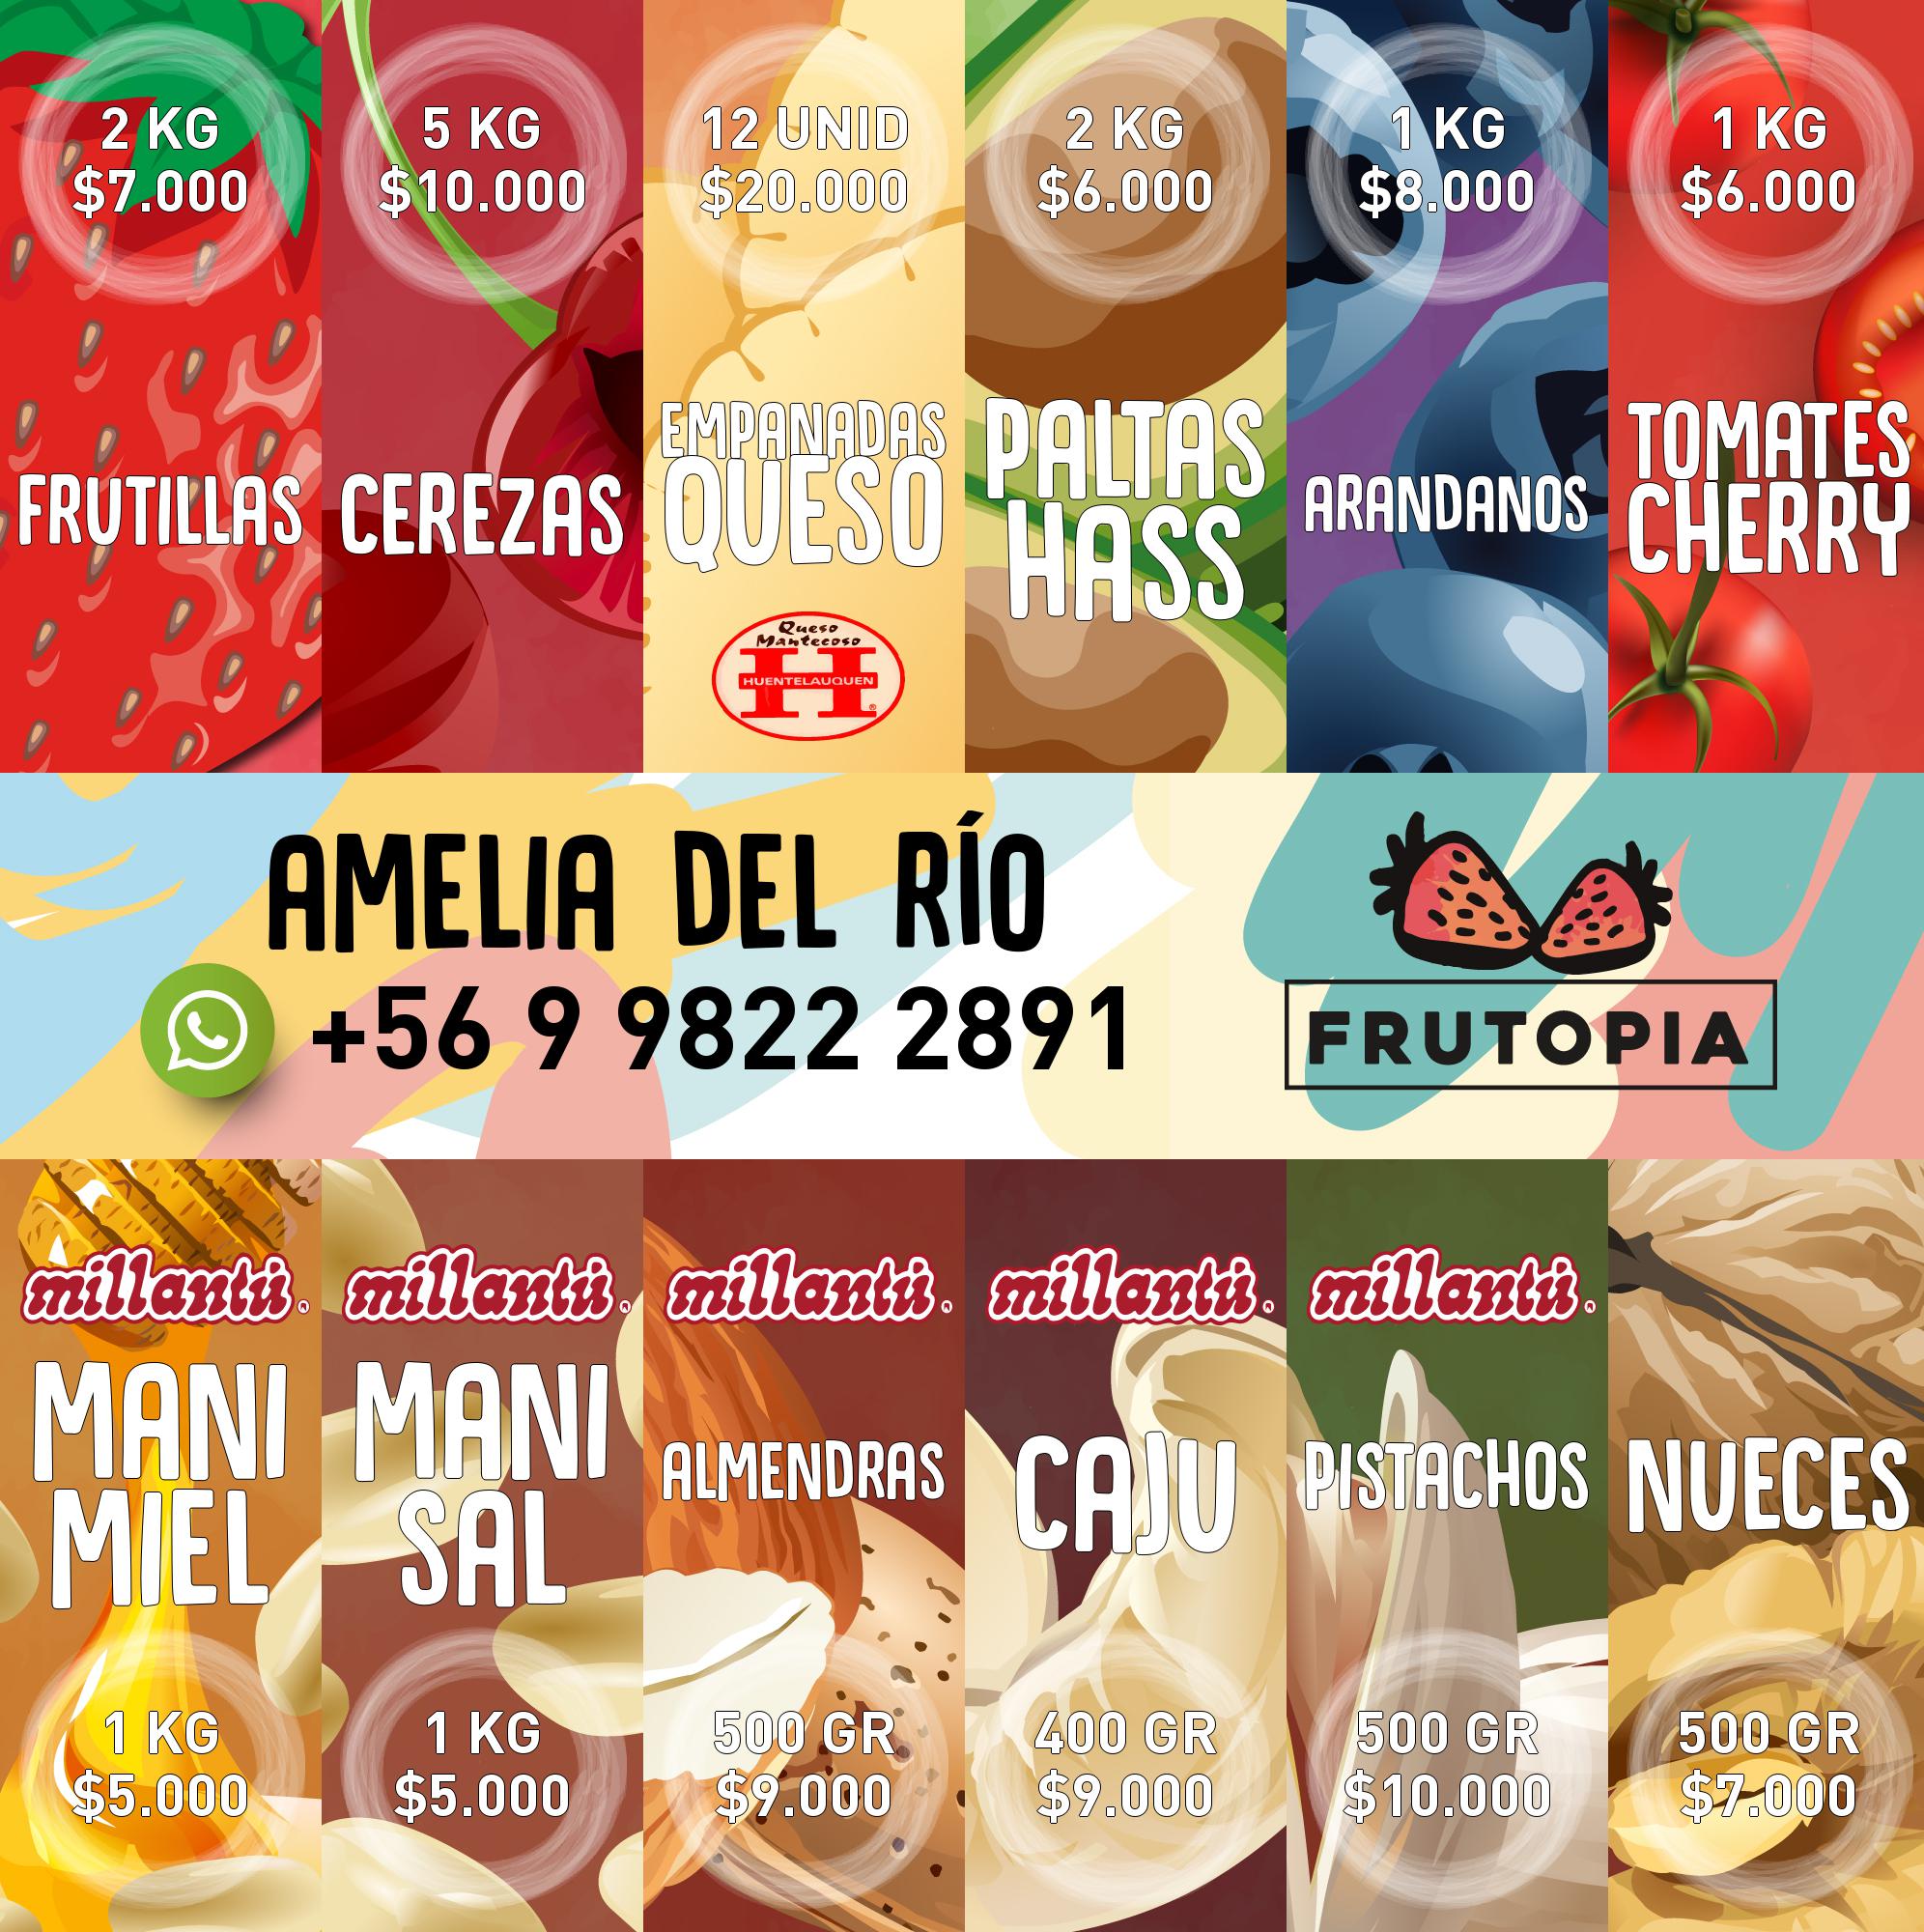 2 KG
$7.000
FRUTILLAS
5 KG
$10.000
CEREZAS
12 UNID
$20.000
EMPANADAS
QUESO
Queso
Mantecoso
H
HUENTELAUQUEN
®
2 KG
$6.000
PALTAS
HASS
1 KG
$8.000
ARANDANOS
1 KG
$6.000
TOMATES
CHERRY
AMELIA DEL RÍO
+56 9 9822 2891
FRUTOPIA
millantú®
MANI
MIEL
1 KG
$5.000
millantú®
MANI
SAL
1 KG
$5.000
millantú®
ALMENDRAS
500 GR
$9.000
millantú®
CAJU
400 GR
$9.000
millantú®
PISTACHOS
500 GR
$10.000
NUECES
500 GR
$7.000